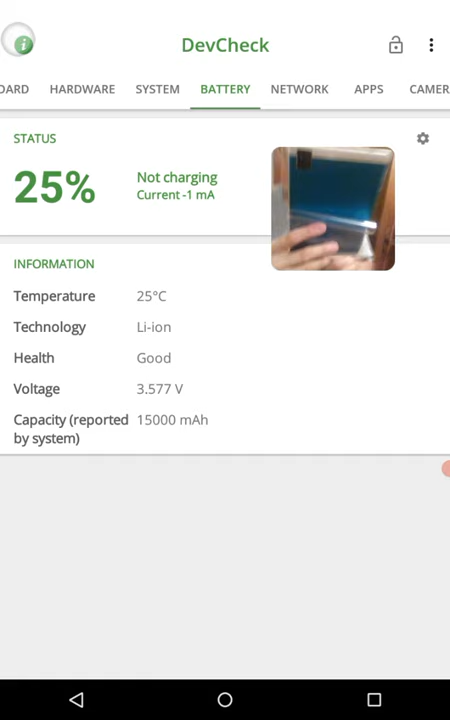 DevCheck
OARD HARDWARE SYSTEM BATTERY NETWORK APPS CAMER
STATUS
25%
Not charging
Current -1 mA
INFORMATION
Temperature 25°C
Technology Li-ion
Health Good
Voltage 3.577 V
Capacity (reported by system) 15000 mAh